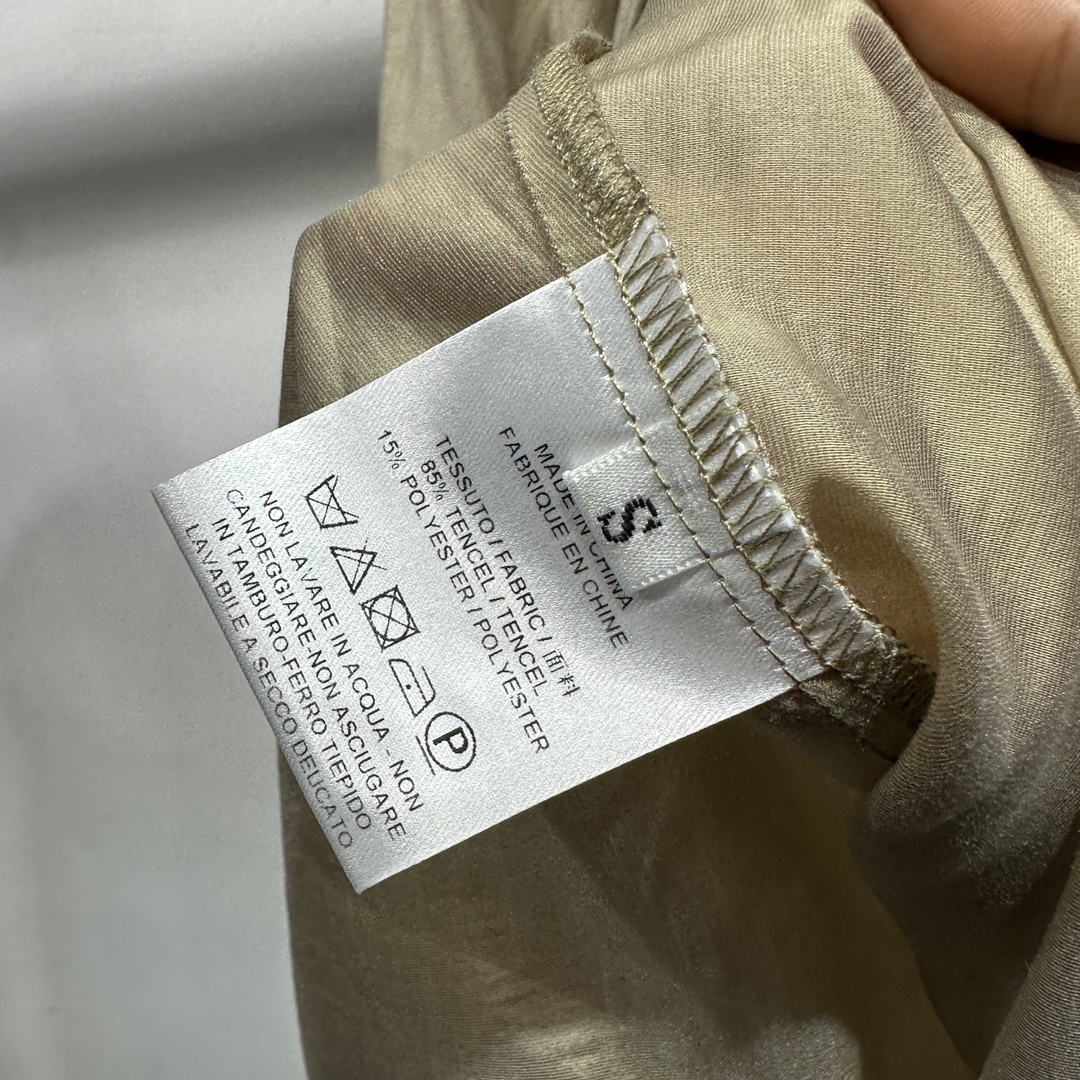 S
MADE IN CHINA
FABRIQUE EN CHINE
TESSUTO / FABRIC / 面料
85% TENCEL / TENCEL
15% POLYESTER / POLYESTER
P
NON LAVARE IN ACQUA - NON
CANDEGGIARE-NON ASCIUGARE
IN TAMBURO-FERRO TIEPIDO
LAVABILE A SECCO DELICATO